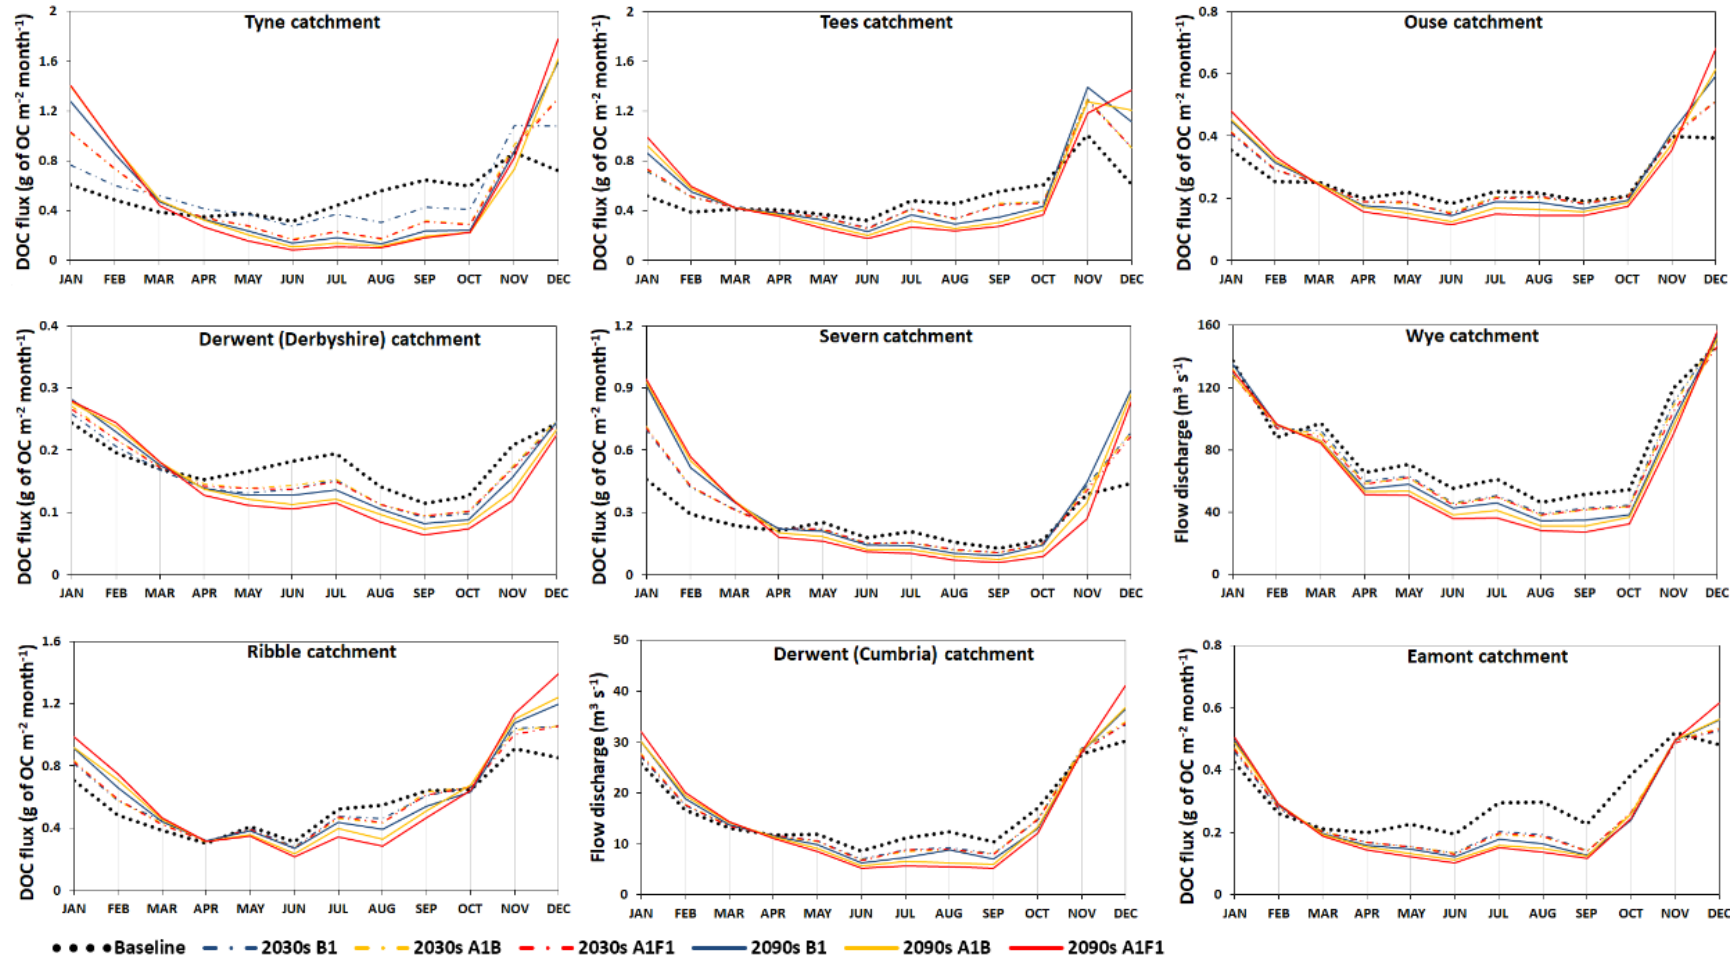 Tyne catchment
DOC flux (g of OC m⁻² month⁻¹)
2
1.6
1.2
0.8
0.4
0
JAN FEB MAR APR MAY JUN JUL AUG SEP OCT NOV DEC
Tees catchment
DOC flux (g of OC m⁻² month⁻¹)
2
1.6
1.2
0.8
0.4
0
JAN FEB MAR APR MAY JUN JUL AUG SEP OCT NOV DEC
Ouse catchment
DOC flux (g of OC m⁻² month⁻¹)
0.8
0.6
0.4
0.2
0
JAN FEB MAR APR MAY JUN JUL AUG SEP OCT NOV DEC
Derwent (Derbyshire) catchment
DOC flux (g of OC m⁻² month⁻¹)
0.4
0.3
0.2
0.1
0
JAN FEB MAR APR MAY JUN JUL AUG SEP OCT NOV DEC
Severn catchment
DOC flux (g of OC m⁻² month⁻¹)
1.2
0.9
0.6
0.3
0
JAN FEB MAR APR MAY JUN JUL AUG SEP OCT NOV DEC
Wye catchment
Flow discharge (m³ s⁻¹)
160
120
80
40
0
JAN FEB MAR APR MAY JUN JUL AUG SEP OCT NOV DEC
Ribble catchment
DOC flux (g of OC m⁻² month⁻¹)
1.6
1.2
0.8
0.4
0
JAN FEB MAR APR MAY JUN JUL AUG SEP OCT NOV DEC
Derwent (Cumbria) catchment
Flow discharge (m³ s⁻¹)
50
40
30
20
10
0
JAN FEB MAR APR MAY JUN JUL AUG SEP OCT NOV DEC
Eamont catchment
DOC flux (g of OC m⁻² month⁻¹)
0.8
0.6
0.4
0.2
0
JAN FEB MAR APR MAY JUN JUL AUG SEP OCT NOV DEC
Baseline 2030s B1 2030s A1B 2030s A1F1 2090s B1 2090s A1B 2090s A1F1